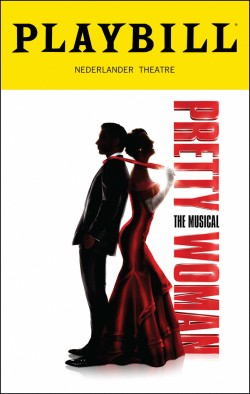 PLAYBILL®
NEDERLANDER THEATRE
PRETTY WOMAN
THE MUSICAL